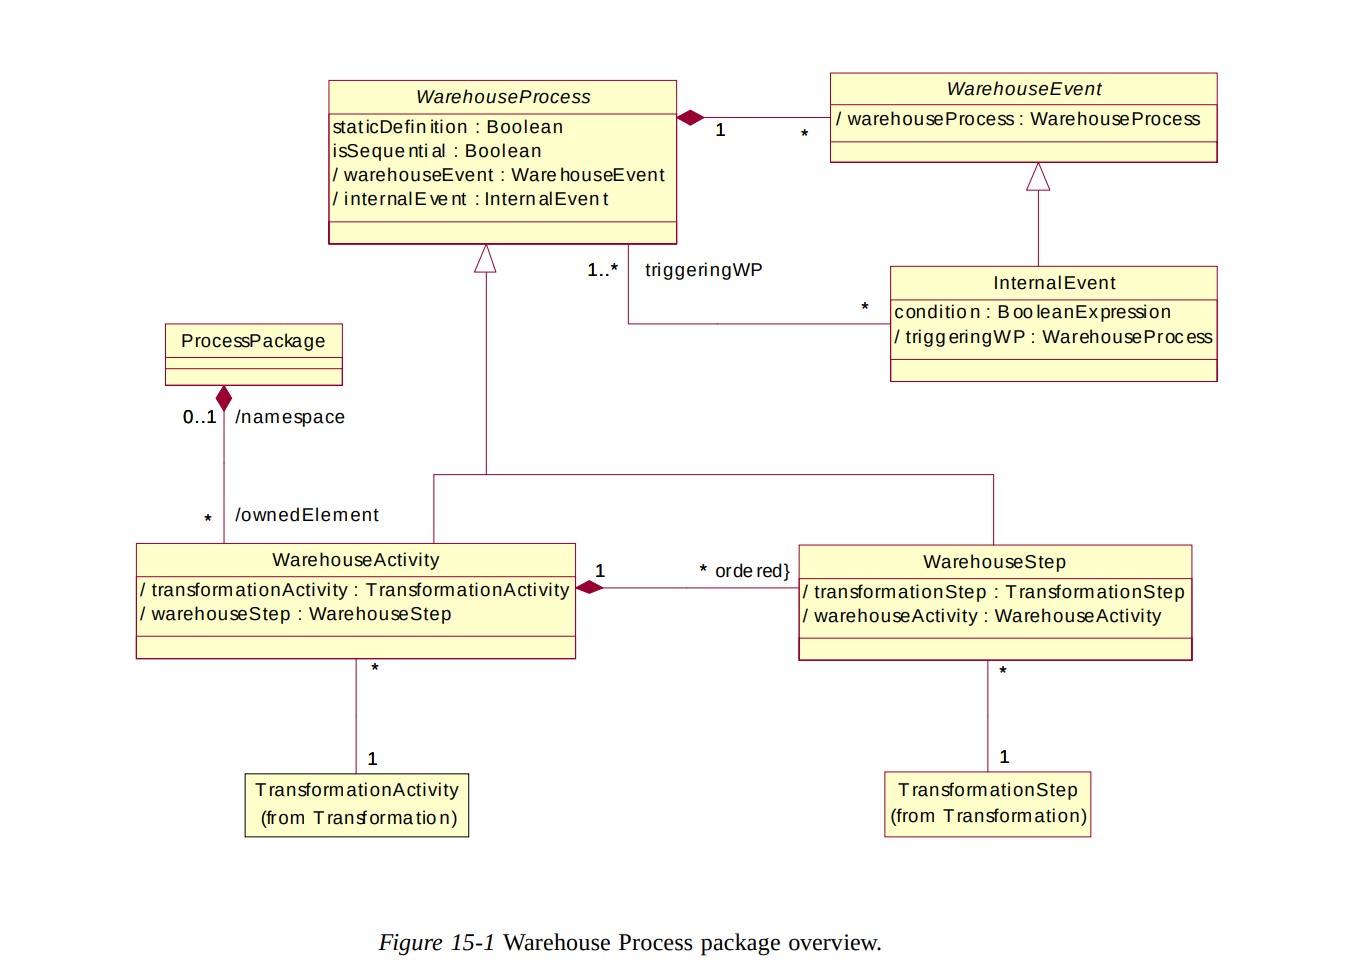 WarehouseProcess
staticDefinition : Boolean
isSequential : Boolean
/ warehouseEvent : WarehouseEvent
/ internalEvent : InternalEvent
1
*
WarehouseEvent
/ warehouseProcess : WarehouseProcess
1..*
triggeringWP
*
InternalEvent
condition : BooleanExpression
/ triggeringWP : WarehouseProcess
ProcessPackage
0..1
/namespace
*
/ownedElement
WarehouseActivity
/ transformationActivity : TransformationActivity
/ warehouseStep : WarehouseStep
1
* ordered}
WarehouseStep
/ transformationStep : TransformationStep
/ warehouseActivity : WarehouseActivity
*
1
*
1
TransformationActivity
(from Transformation)
TransformationStep
(from Transformation)
Figure 15-1 Warehouse Process package overview.